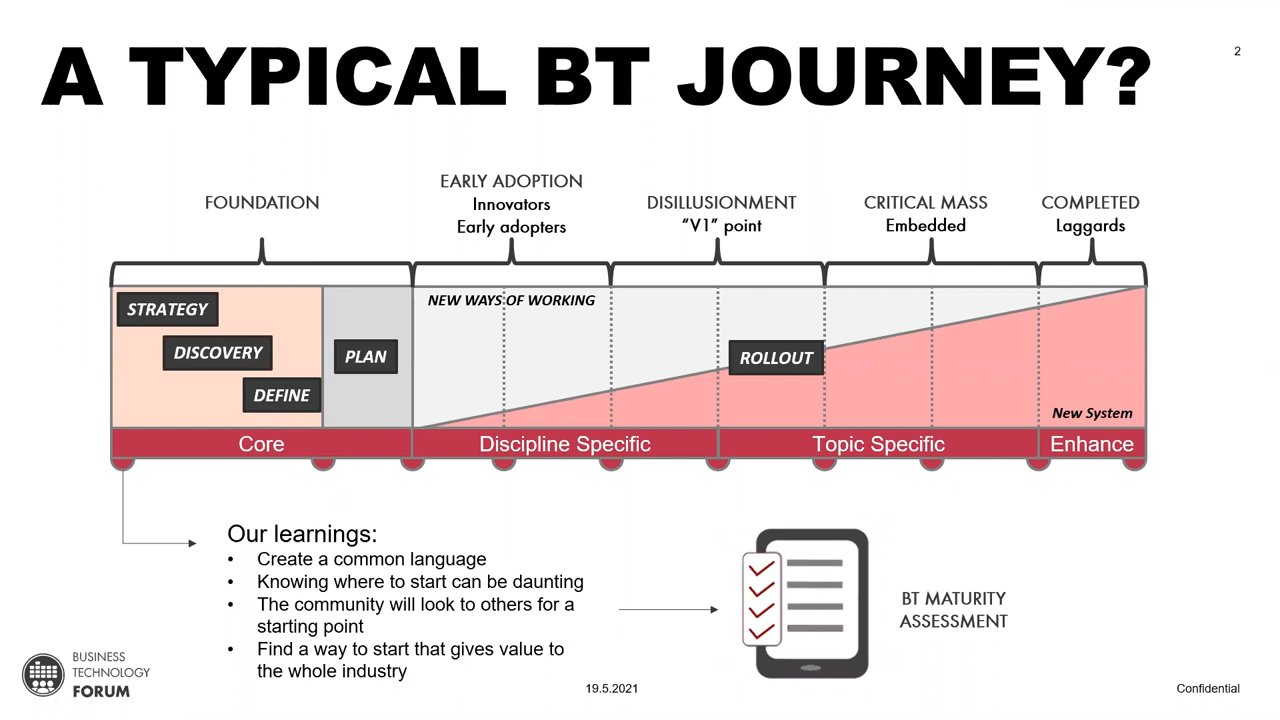 A TYPICAL BT JOURNEY?
2
FOUNDATION
EARLY ADOPTION
Innovators
Early adopters
DISILLUSIONMENT
“V1” point
CRITICAL MASS
Embedded
COMPLETED
Laggards
STRATEGY
DISCOVERY
DEFINE
PLAN
NEW WAYS OF WORKING
ROLLOUT
New System
Core
Discipline Specific
Topic Specific
Enhance
Our learnings:
• Create a common language
• Knowing where to start can be daunting
• The community will look to others for a
starting point
• Find a way to start that gives value to
the whole industry
BT MATURITY
ASSESSMENT
BUSINESS
TECHNOLOGY
FORUM
19.5.2021
Confidential